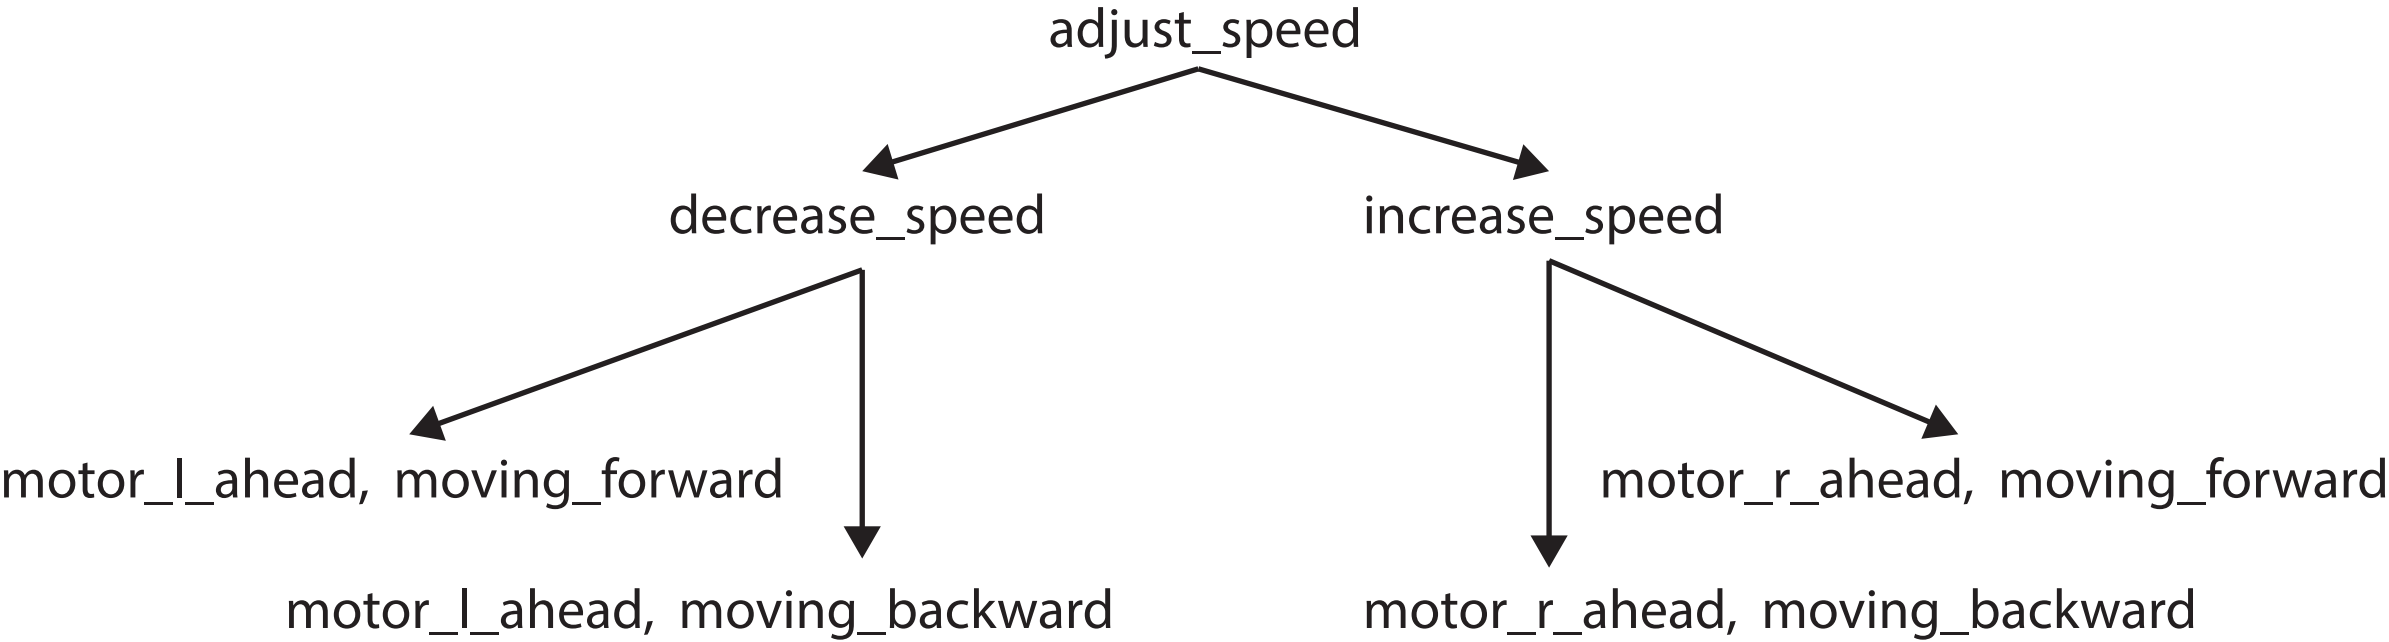 adjust_speed
decrease_speed
increase_speed
motor_l_ahead, moving_forward
motor_r_ahead, moving_forward
motor_l_ahead, moving_backward
motor_r_ahead, moving_backward